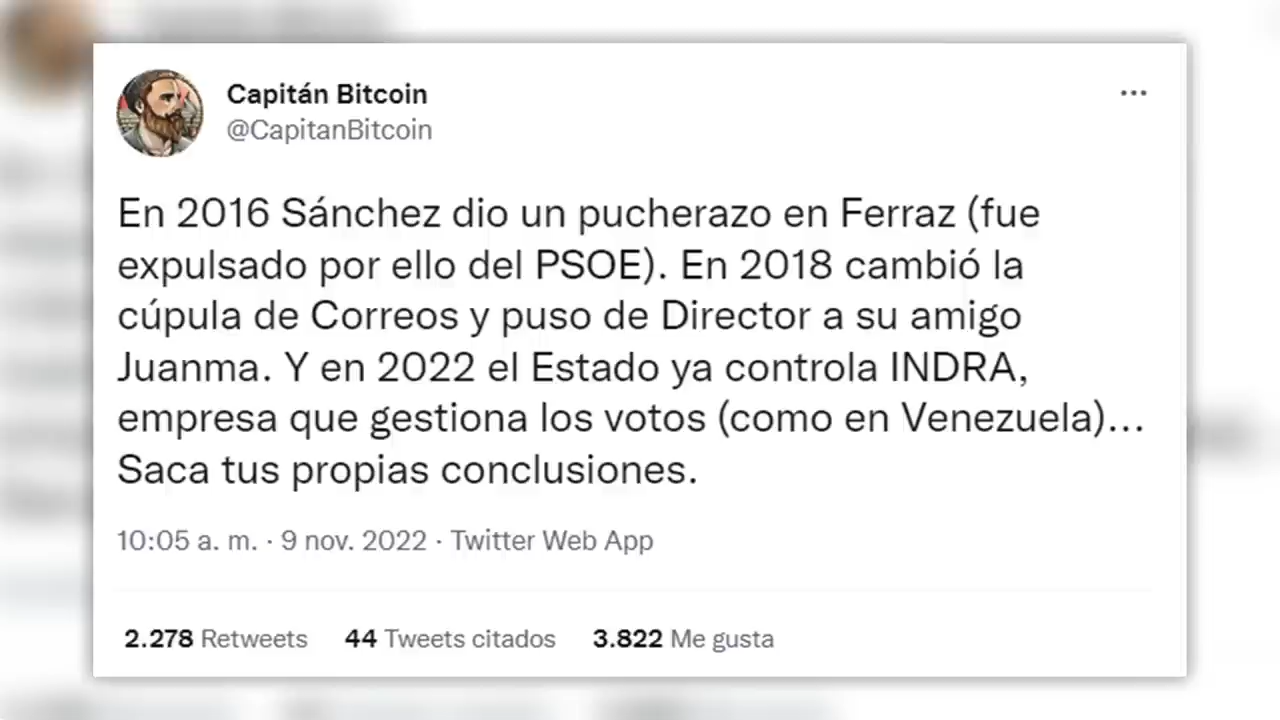 Capitán Bitcoin
@CapitanBitcoin
En 2016 Sánchez dio un pucherazo en Ferraz (fue
expulsado por ello del PSOE). En 2018 cambió la
cúpula de Correos y puso de Director a su amigo
Juanma. Y en 2022 el Estado ya controla INDRA,
empresa que gestiona los votos (como en Venezuela)...
Saca tus propias conclusiones.
10:05 a. m. · 9 nov. 2022 · Twitter Web App
2.278 Retweets 44 Tweets citados 3.822 Me gusta